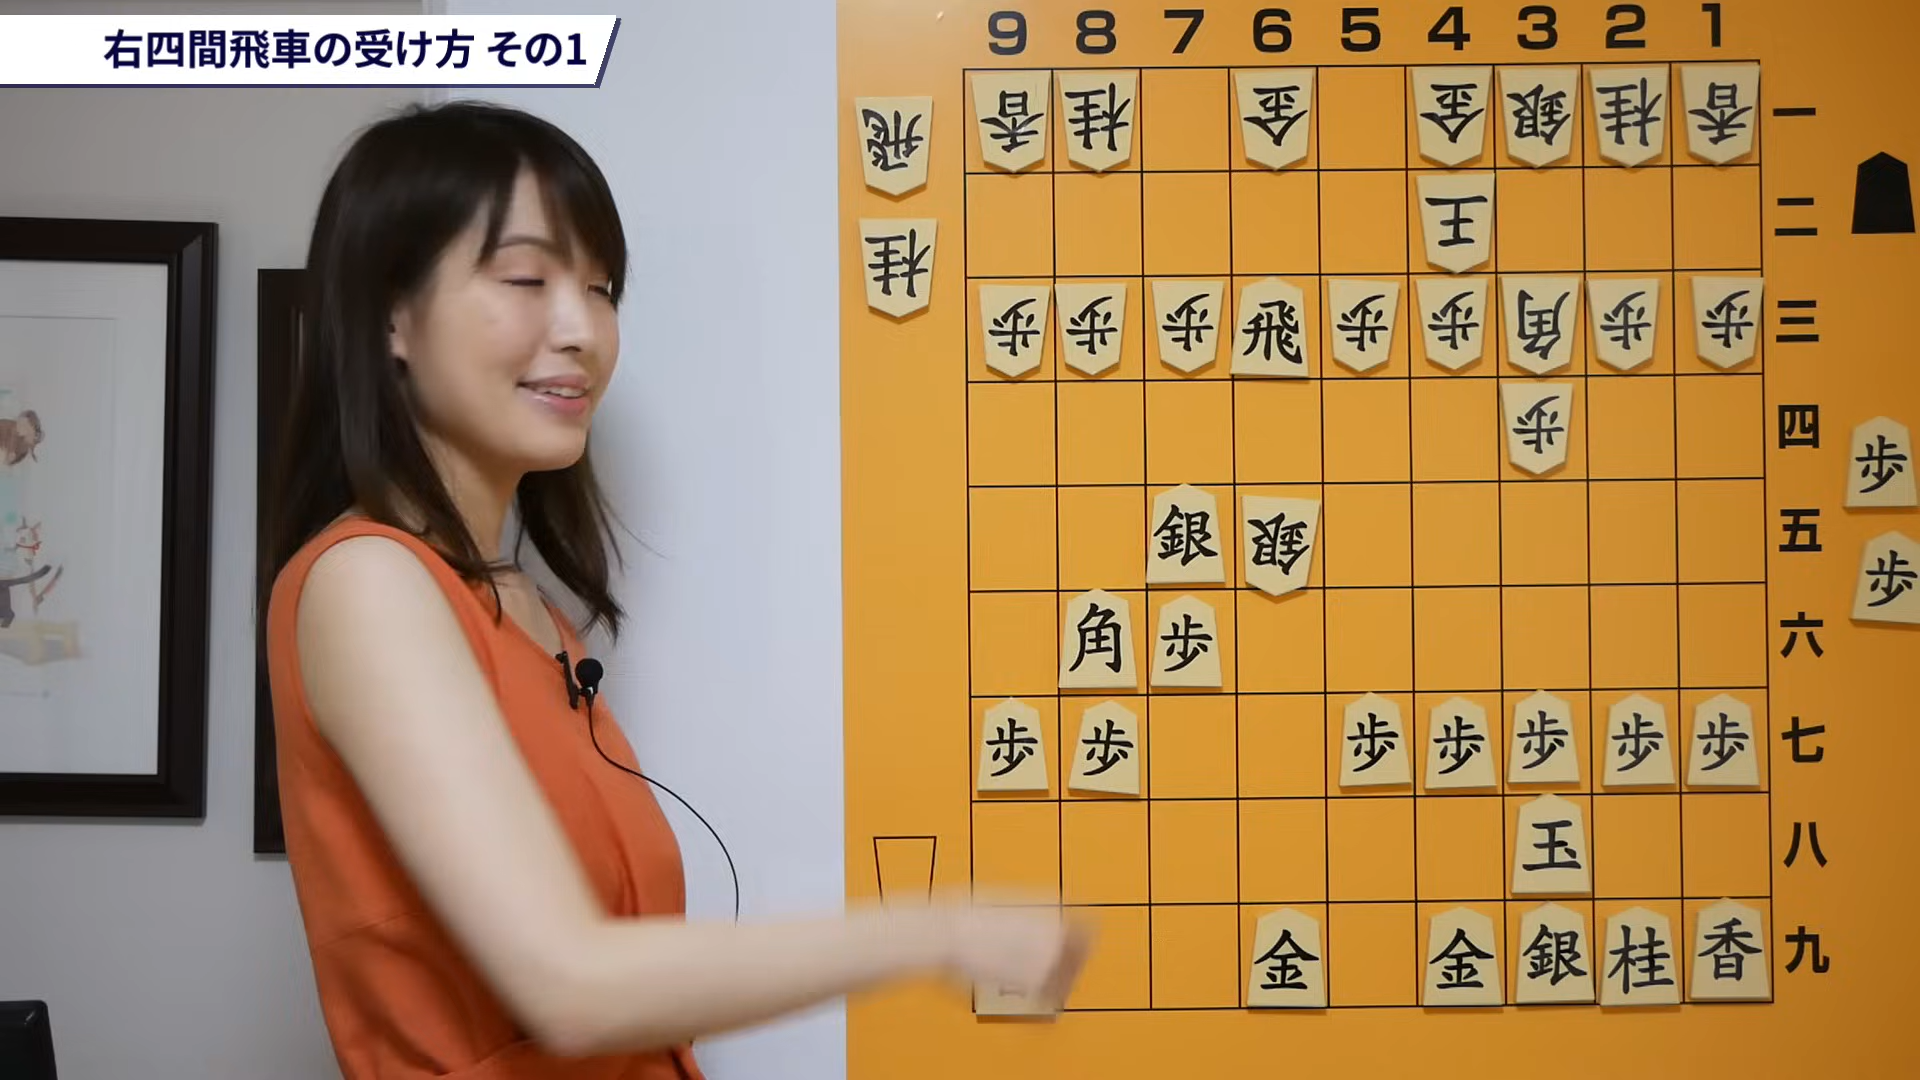 右四間飛車の受け方 その1
9 8 7 6 5 4 3 2 1
飛
桂
香 桂 金 金 銀 桂 香 一
王 二
歩 歩 歩 飛 歩 歩 角 歩 歩 三
歩 四
歩
銀 銀 五
歩
角 歩 六
歩 歩 歩 歩 歩 歩 歩 七
玉 八
金 金 銀 桂 香 九